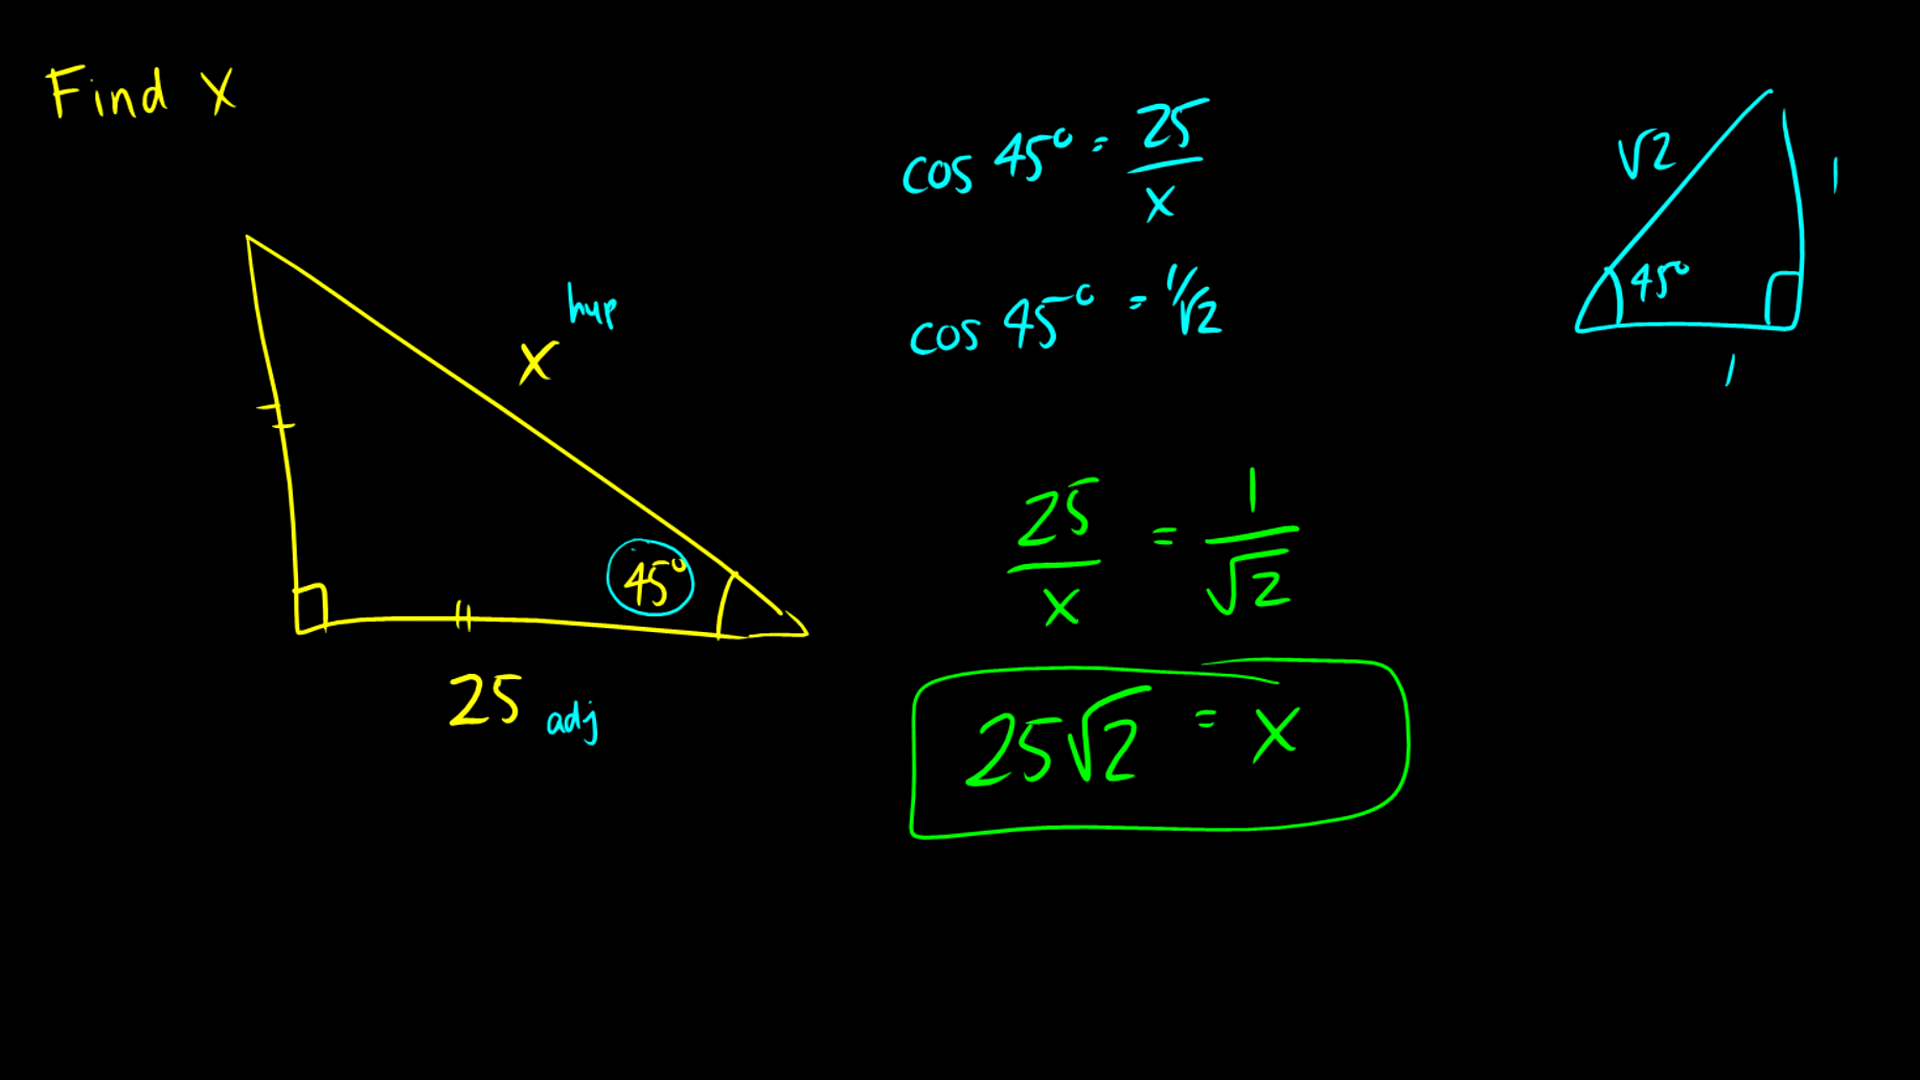 Find X
x hyp
45°
25 adj
cos 45° = 25/x
cos 45° = 1/√2
25/x = 1/√2
25√2 = x
√2
1
45°
1